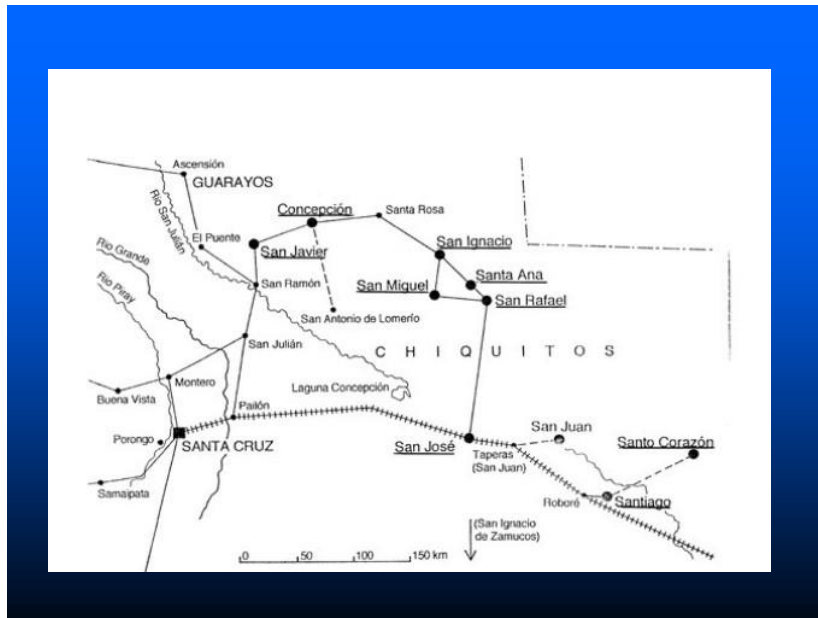 Ascensión
GUARAYOS
Rio San Julián
Concepción
Santa Rosa
El Puente
San Javier
San Ignacio
Rio Grande
Santa Ana
Rio Piray
San Ramón
San Miguel
San Rafael
San Antonio de Lomerío
San Julián
CHIQUITOS
Montero
Laguna Concepción
Buena Vista
Pailón
San Juan
Porongo
SANTA CRUZ
San José
Taperas
(San Juan)
Santo Corazón
Samaipata
Roboré
Santiago
(San Ignacio
de Zamucos)
0 50 100 150 km